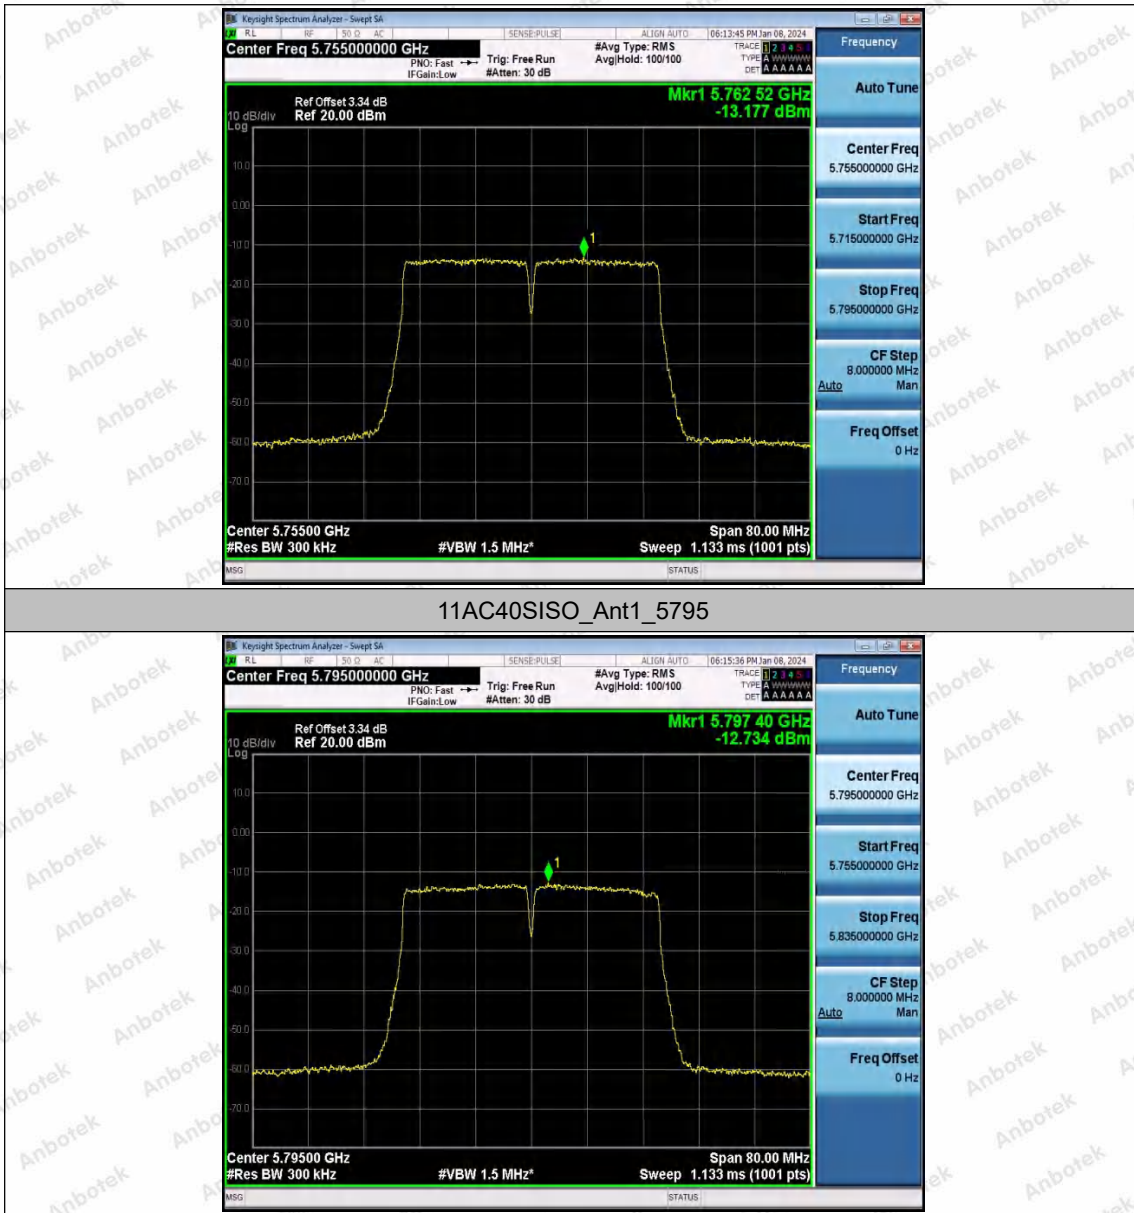 Keysight Spectrum Analyzer - Swept SA
RL RF 50 Ω AC SENSE:PULSE ALIGN AUTO 06:13:45 PM Jan 08, 2024
Center Freq 5.755000000 GHz
PNO: Fast
IFGain:Low
Trig: Free Run
#Atten: 30 dB
#Avg Type: RMS
Avg|Hold: 100/100
TRACE 1 2 3 4 5
TYPE A WWWWW
DET A A A A A A
Ref Offset 3.34 dB
10 dB/div Ref 20.00 dBm
Log
Mkr1 5.762 52 GHz
-13.177 dBm
10.0
0.00
-10.0
-20.0
-30.0
-40.0
-50.0
-60.0
-70.0
1
Center 5.75500 GHz Span 80.00 MHz
#Res BW 300 kHz #VBW 1.5 MHz* Sweep 1.133 ms (1001 pts)
MSG STATUS
Frequency
Auto Tune
Center Freq
5.755000000 GHz
Start Freq
5.715000000 GHz
Stop Freq
5.795000000 GHz
CF Step
8.000000 MHz
Auto Man
Freq Offset
0 Hz
11AC40SISO_Ant1_5795
Keysight Spectrum Analyzer - Swept SA
RL RF 50 Ω AC SENSE:PULSE ALIGN AUTO 06:15:36 PM Jan 08, 2024
Center Freq 5.795000000 GHz
PNO: Fast
IFGain:Low
Trig: Free Run
#Atten: 30 dB
#Avg Type: RMS
Avg|Hold: 100/100
TRACE 1 2 3 4 5
TYPE A WWWWW
DET A A A A A A
Ref Offset 3.34 dB
10 dB/div Ref 20.00 dBm
Log
Mkr1 5.797 40 GHz
-12.734 dBm
10.0
0.00
-10.0
-20.0
-30.0
-40.0
-50.0
-60.0
-70.0
1
Center 5.79500 GHz Span 80.00 MHz
#Res BW 300 kHz #VBW 1.5 MHz* Sweep 1.133 ms (1001 pts)
MSG STATUS
Frequency
Auto Tune
Center Freq
5.795000000 GHz
Start Freq
5.755000000 GHz
Stop Freq
5.835000000 GHz
CF Step
8.000000 MHz
Auto Man
Freq Offset
0 Hz
Anbotek